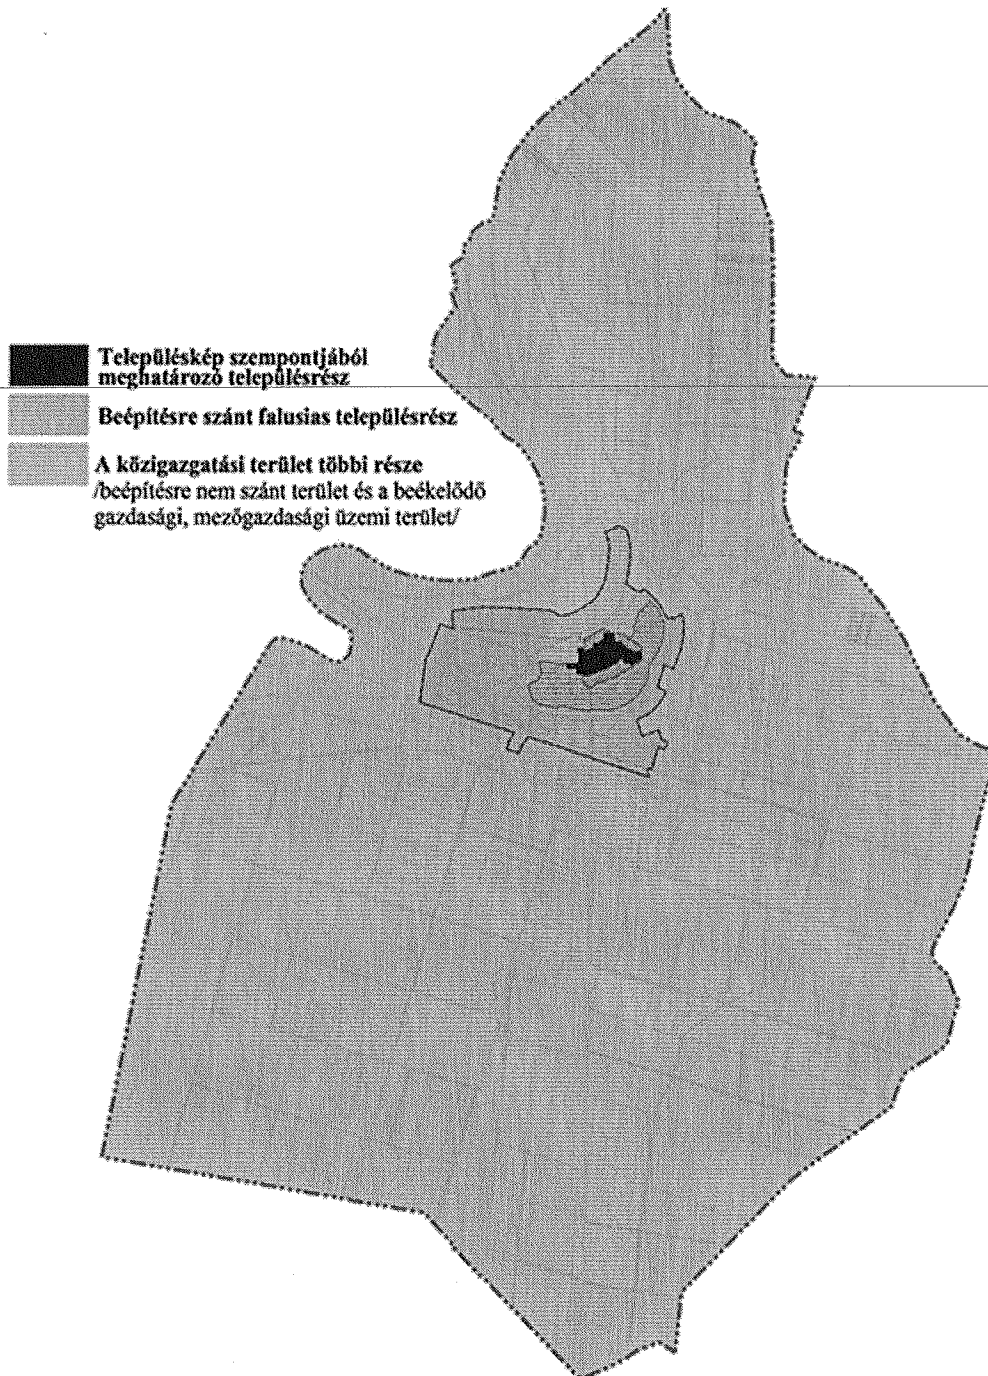 Településkép szempontjából
meghatározó településrész
Beépítésre szánt falusias településrész
A közigazgatási terület többi része
/beépítésre nem szánt terület és a beékelődő
gazdasági, mezőgazdasági üzemi terület/